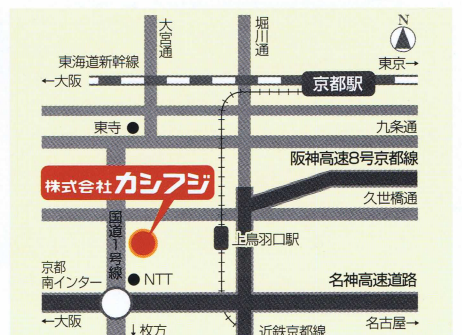 大宮通
堀川通
N
東海道新幹線
←大阪
東京→
京都駅
東寺
九条通
阪神高速8号京都線
株式会社カシフジ
久世橋通
国道1号線
上鳥羽口駅
京都
南インター
NTT
名神高速道路
←大阪
↓枚方
近鉄京都線
名古屋→